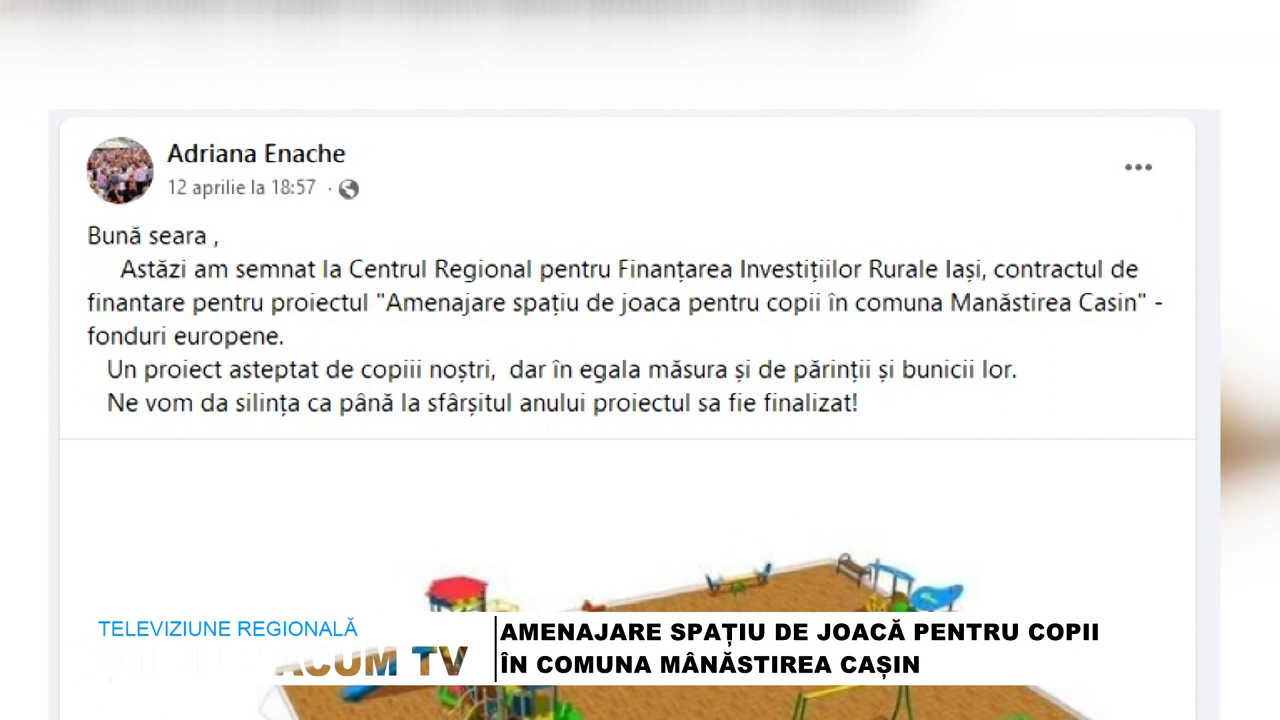 Adriana Enache
12 aprilie la 18:57 ·
Bună seara ,
Astăzi am semnat la Centrul Regional pentru Finanțarea Investițiilor Rurale Iași, contractul de
finantare pentru proiectul "Amenajare spațiu de joaca pentru copii în comuna Manăstirea Casin" -
fonduri europene.
Un proiect asteptat de copiii noștri, dar în egala măsura și de părinții și bunicii lor.
Ne vom da silința ca până la sfârșitul anului proiectul sa fie finalizat!
TELEVIZIUNE REGIONALĂ
ACUM TV
AMENAJARE SPAȚIU DE JOACĂ PENTRU COPII
ÎN COMUNA MÂNĂSTIREA CAȘIN